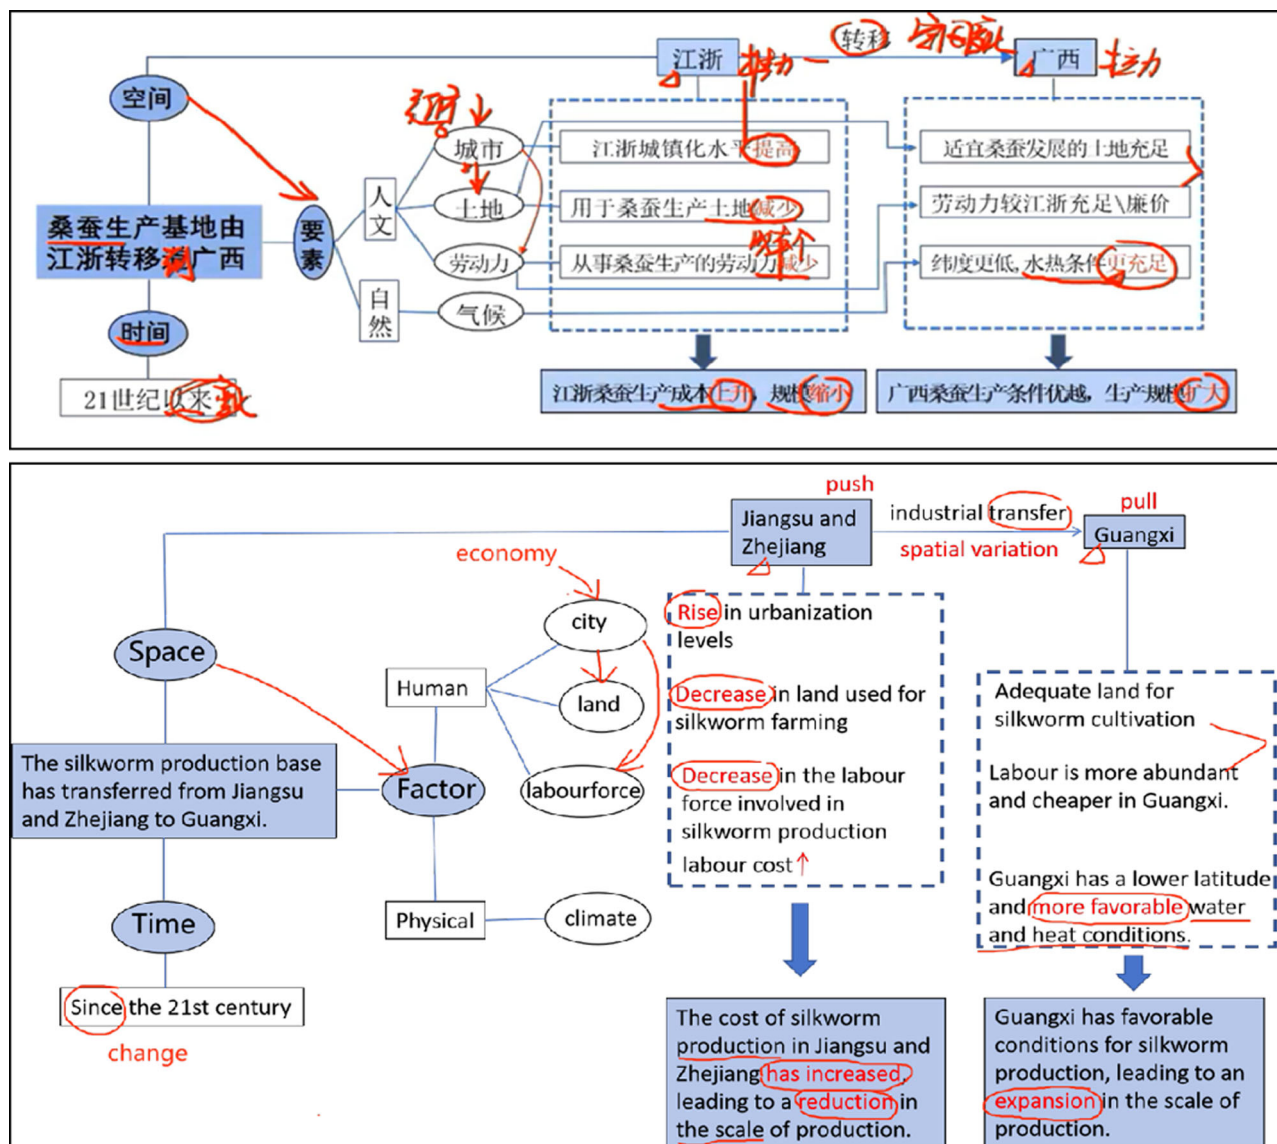 江浙
推力
转移
广西
拉力
空间
城市
江浙城镇化水平提高
适宜桑蚕发展的土地充足
人文
土地
用于桑蚕生产土地减少
劳动力较江浙充足\廉价
桑蚕生产基地由
江浙转移 广西
要素
劳动力
从事桑蚕生产的劳动力减少
纬度更低,水热条件更充足
自然
气候
时间
21世纪以来
江浙桑蚕生产成本上升，规模缩小
广西桑蚕生产条件优越，生产规模扩大
push
pull
Jiangsu and
Zhejiang
industrial transfer
spatial variation
Guangxi
economy
city
Rise in urbanization
levels
Space
Human
land
Decrease in land used for
silkworm farming
Adequate land for
silkworm cultivation
The silkworm production base
has transferred from Jiangsu
and Zhejiang to Guangxi.
Factor
labourforce
Decrease in the labour
force involved in
silkworm production
labour cost↑
Labour is more abundant
and cheaper in Guangxi.
Guangxi has a lower latitude
and more favorable water
and heat conditions.
Physical
climate
Time
Since the 21st century
change
The cost of silkworm
production in Jiangsu and
Zhejiang has increased,
leading to a reduction in
the scale of production.
Guangxi has favorable
conditions for silkworm
production, leading to an
expansion in the scale of
production.